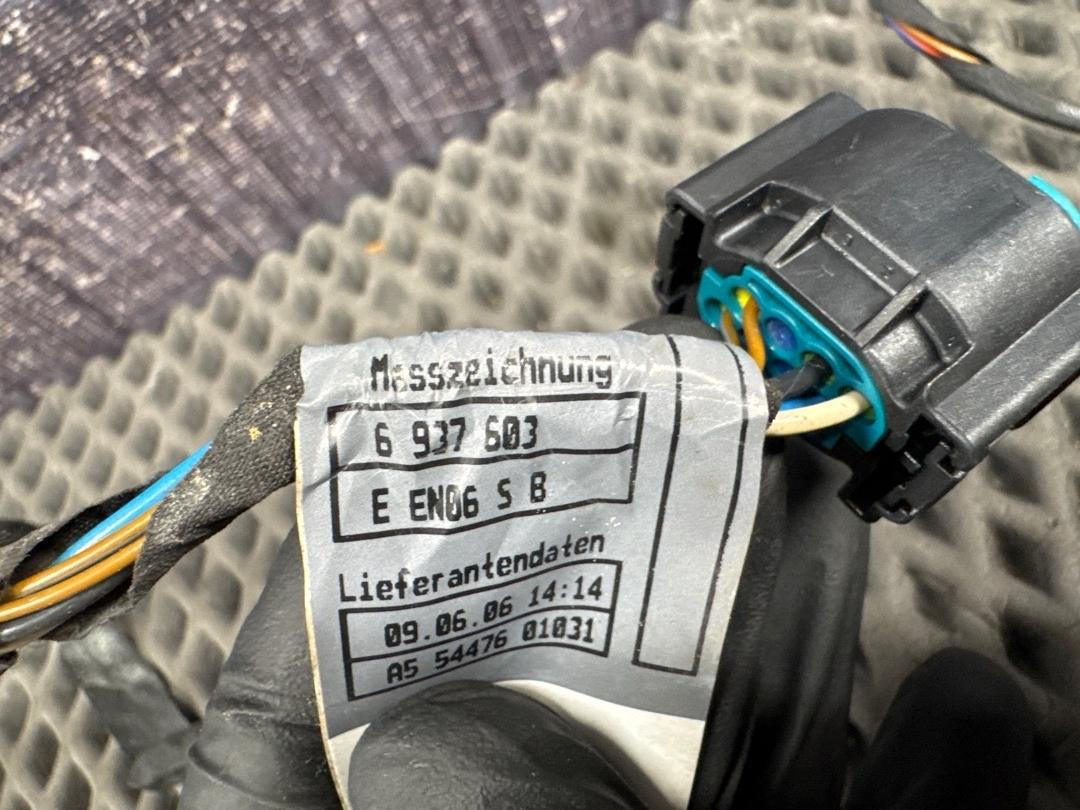 Masszeichnung
6 937 603
E EN06 S B
Lieferantendaten
09.06.06 14:14
A5 54476 01031